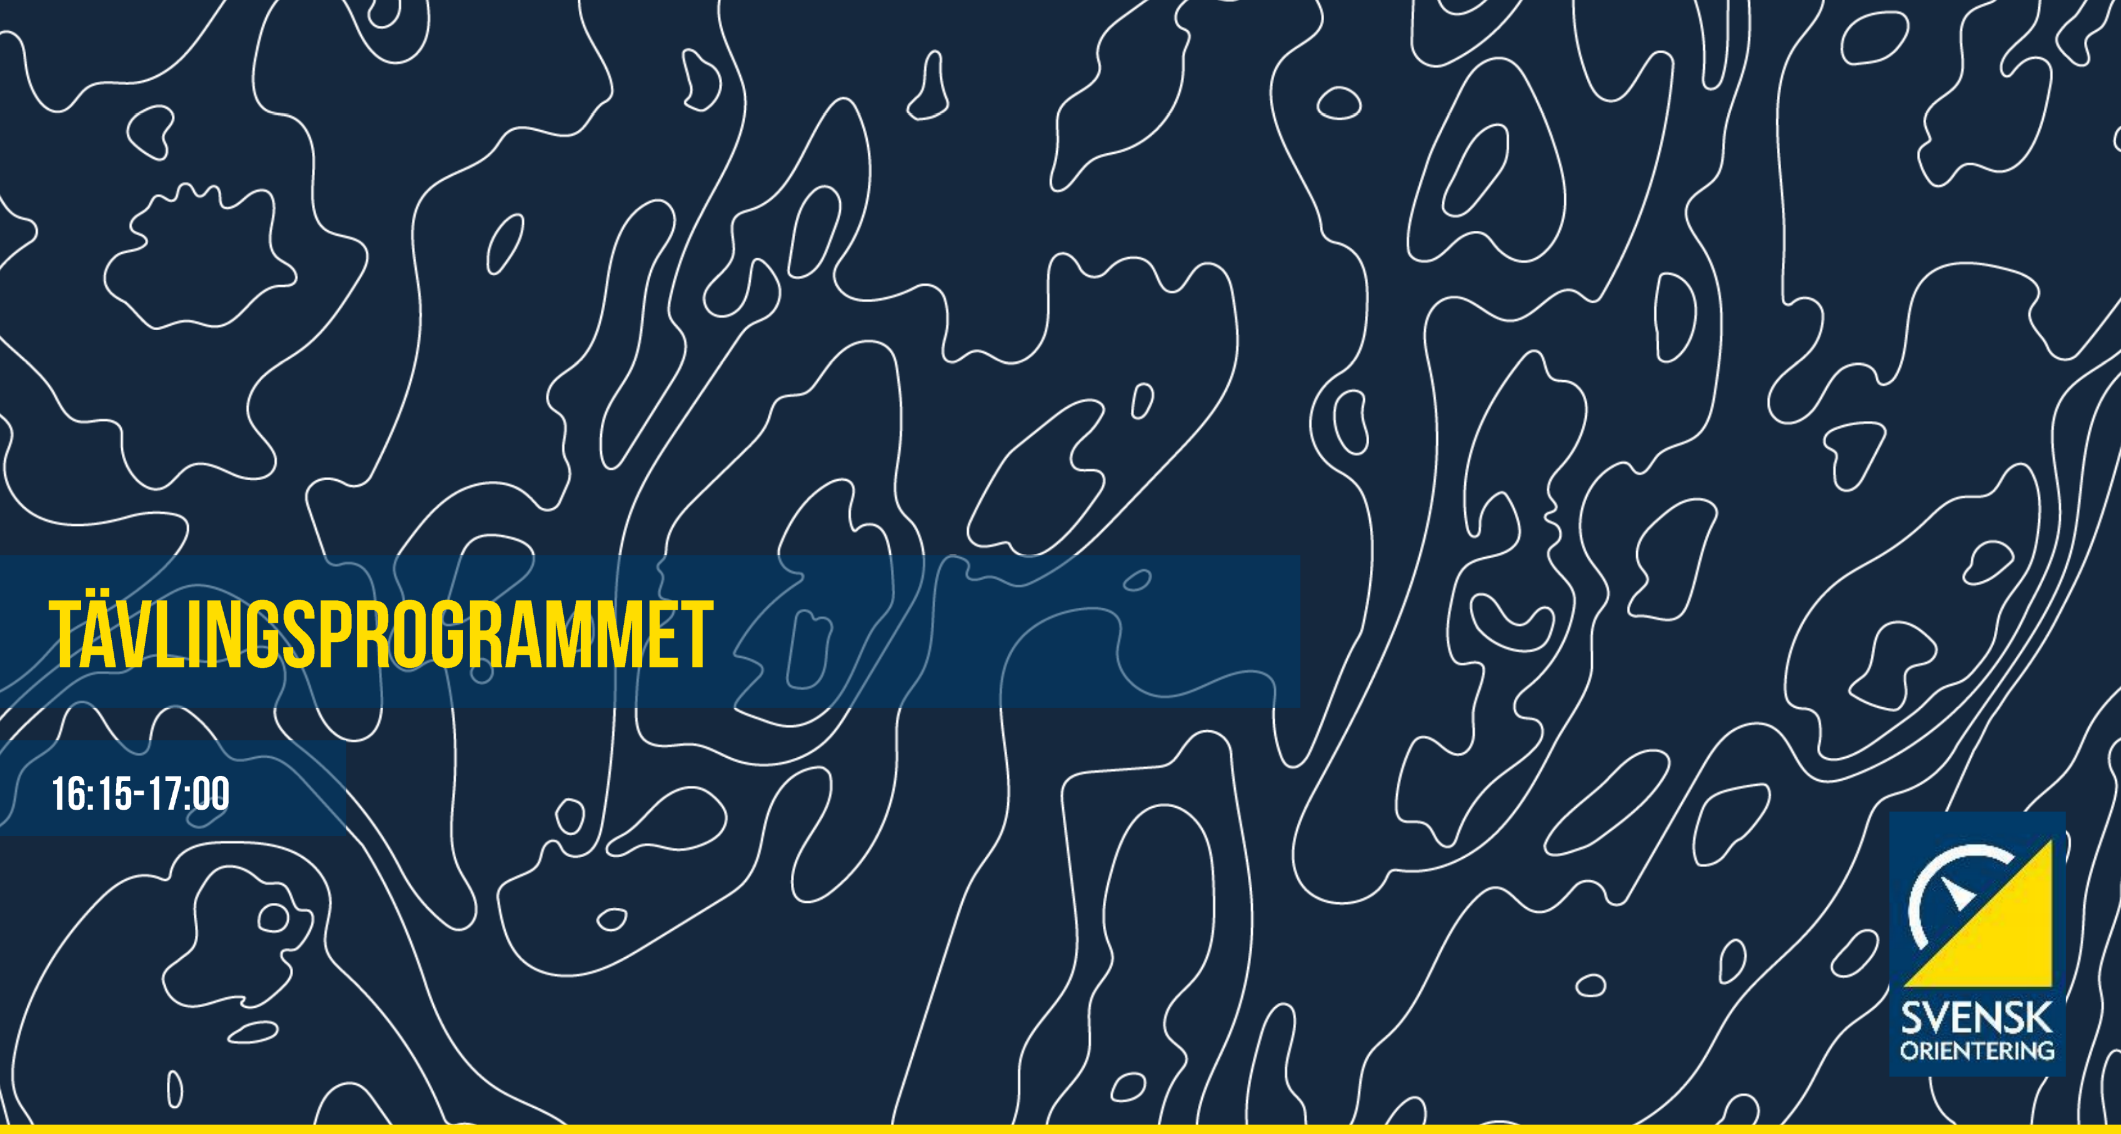 TÄVLINGSPROGRAMMET
16:15-17:00
SVENSK
ORIENTERING